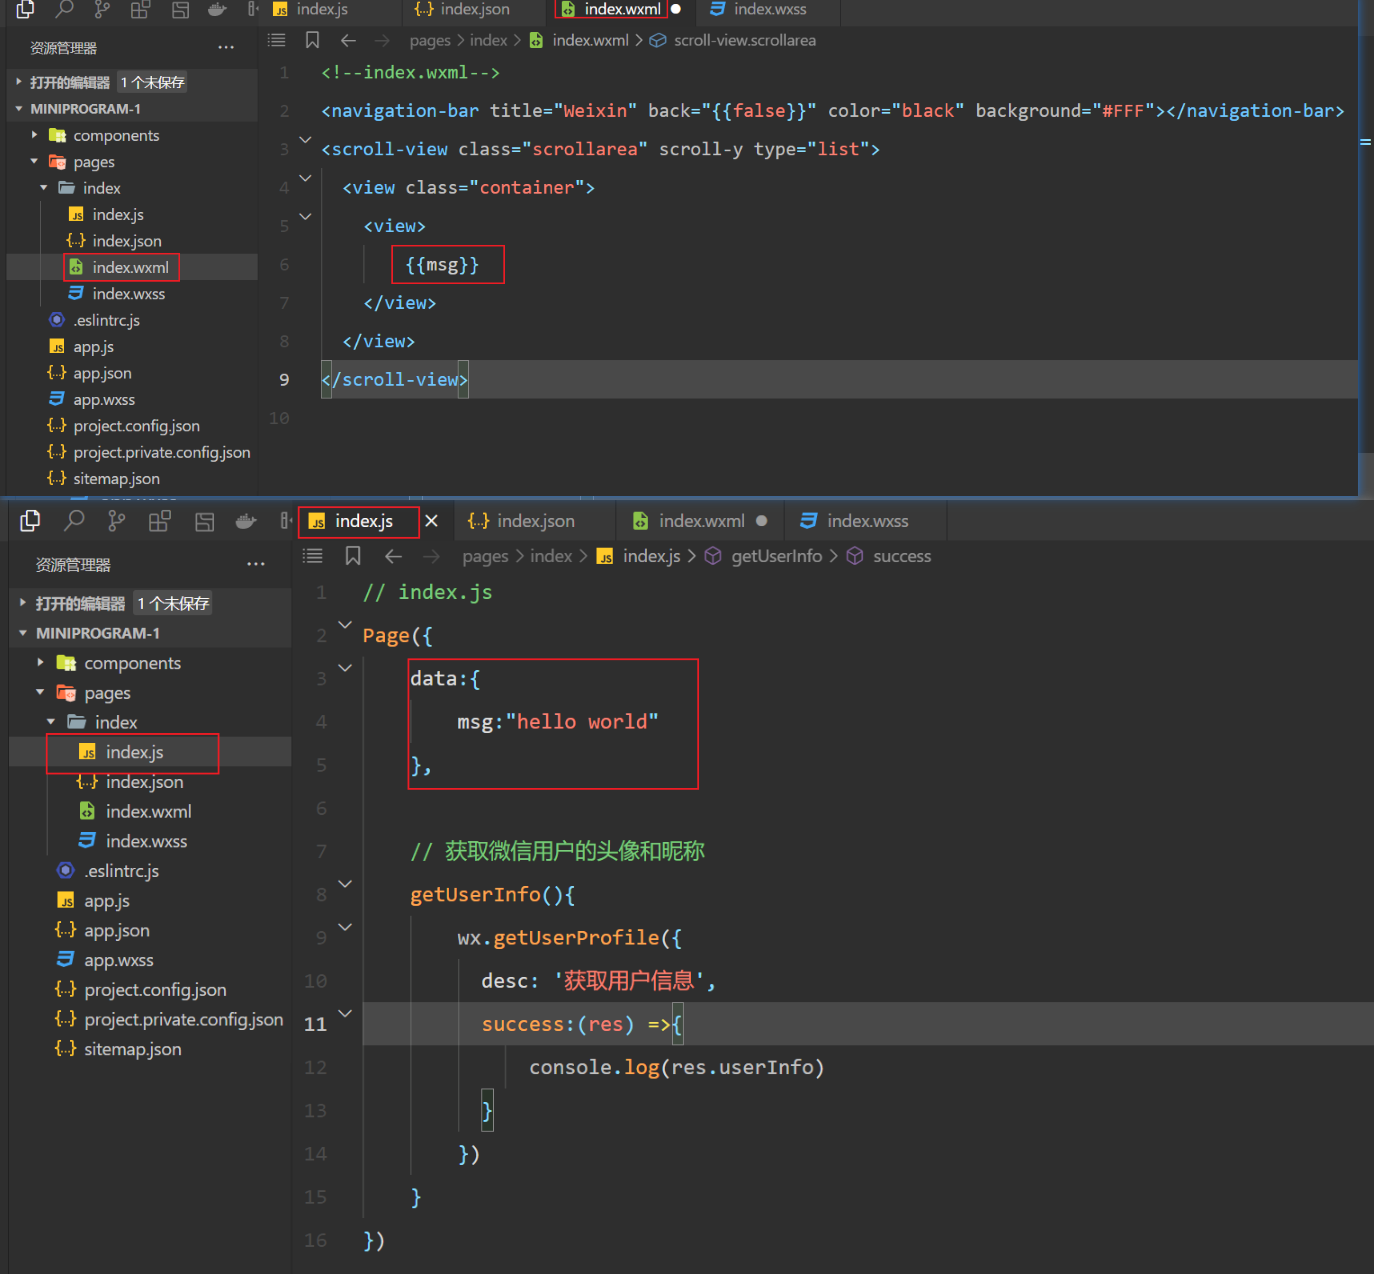 index.js
index.json
index.wxml
index.wxss
资源管理器
pages
index
index.wxml
scroll-view.scrollarea
打开的编辑器
1 个未保存
MINIPROGRAM-1
components
pages
index
index.js
index.json
index.wxml
index.wxss
.eslintrc.js
app.js
app.json
app.wxss
project.config.json
project.private.config.json
sitemap.json
1 <!--index.wxml-->
2 <navigation-bar title="Weixin" back="{{false}}" color="black" background="#FFF"></navigation-bar>
3 <scroll-view class="scrollarea" scroll-y type="list">
4 <view class="container">
5 <view>
6 {{msg}}
7 </view>
8 </view>
9 </scroll-view>
10
index.js
index.json
index.wxml
index.wxss
资源管理器
pages
index
index.js
getUserInfo
success
打开的编辑器
1 个未保存
MINIPROGRAM-1
components
pages
index
index.js
index.json
index.wxml
index.wxss
.eslintrc.js
app.js
app.json
app.wxss
project.config.json
project.private.config.json
sitemap.json
1 // index.js
2 Page({
3 data:{
4 msg:"hello world"
5 },
6
7 // 获取微信用户的头像和昵称
8 getUserInfo(){
9 wx.getUserProfile({
10 desc: '获取用户信息',
11 success:(res) =>{
12 console.log(res.userInfo)
13 }
14 })
15 }
16 })